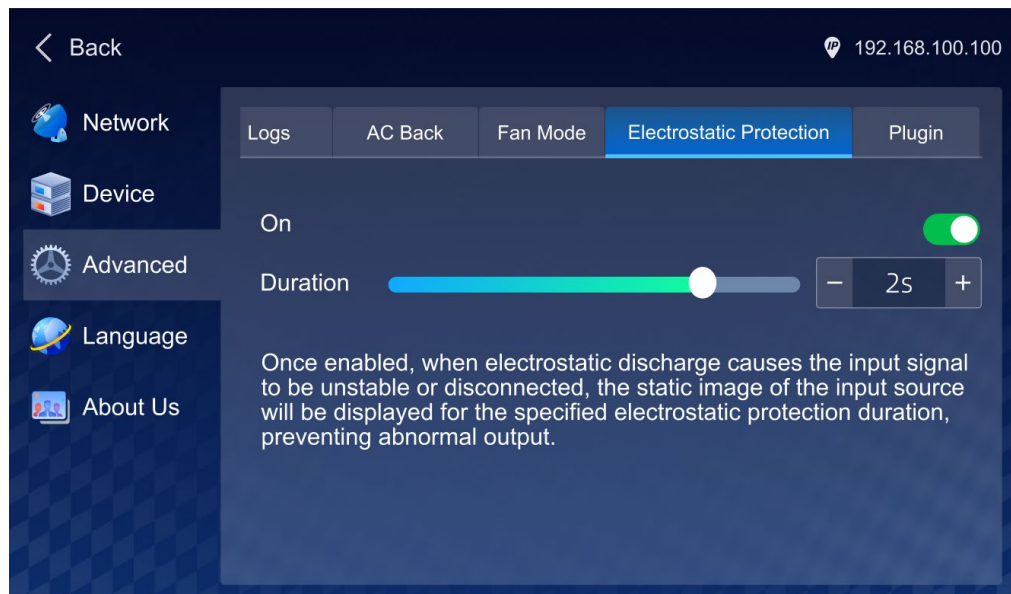 Back
IP 192.168.100.100
Network
Device
Advanced
Language
About Us
Logs AC Back Fan Mode Electrostatic Protection Plugin
On
Duration − 2s +
Once enabled, when electrostatic discharge causes the input signal
to be unstable or disconnected, the static image of the input source
will be displayed for the specified electrostatic protection duration,
preventing abnormal output.